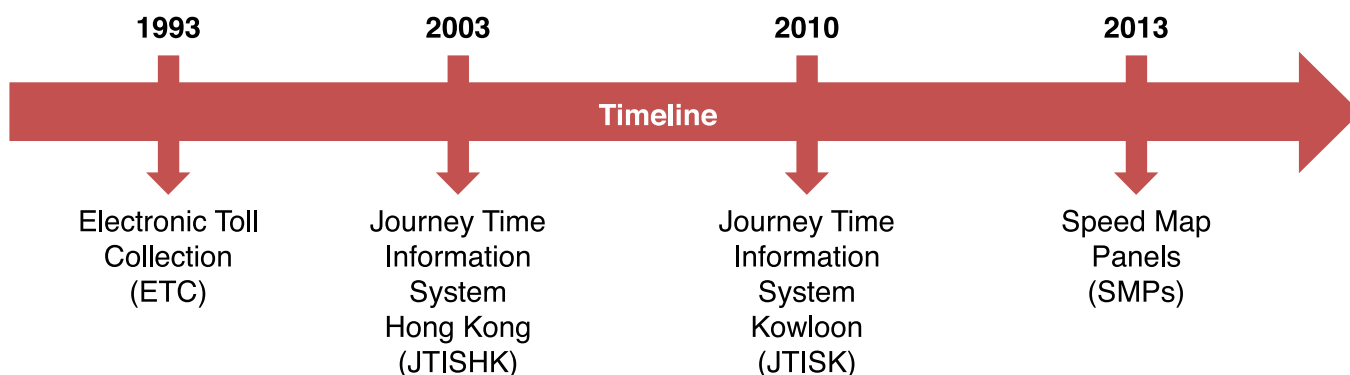 1993
2003
2010
2013
Timeline
Electronic Toll
Collection
(ETC)
Journey Time
Information
System
Hong Kong
(JTISHK)
Journey Time
Information
System
Kowloon
(JTISK)
Speed Map
Panels
(SMPs)